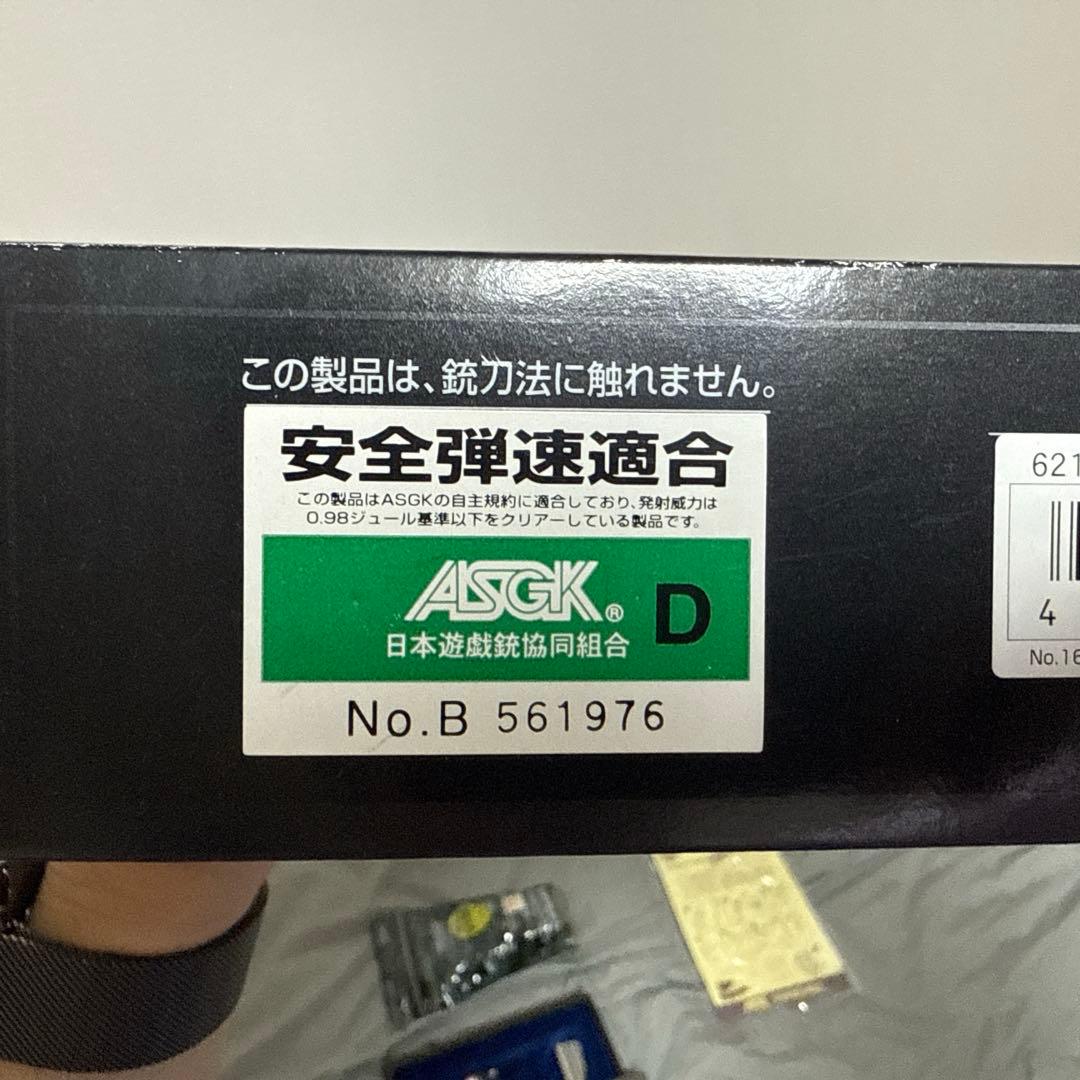 この製品は、銃刀法に触れません。
安全弾速適合
この製品はASGKの自主規約に適合しており、発射威力は
0.98ジュール基準以下をクリアーしている製品です。
ASGK® D
日本遊戯銃協同組合
No.B 561976
621
4
No.16